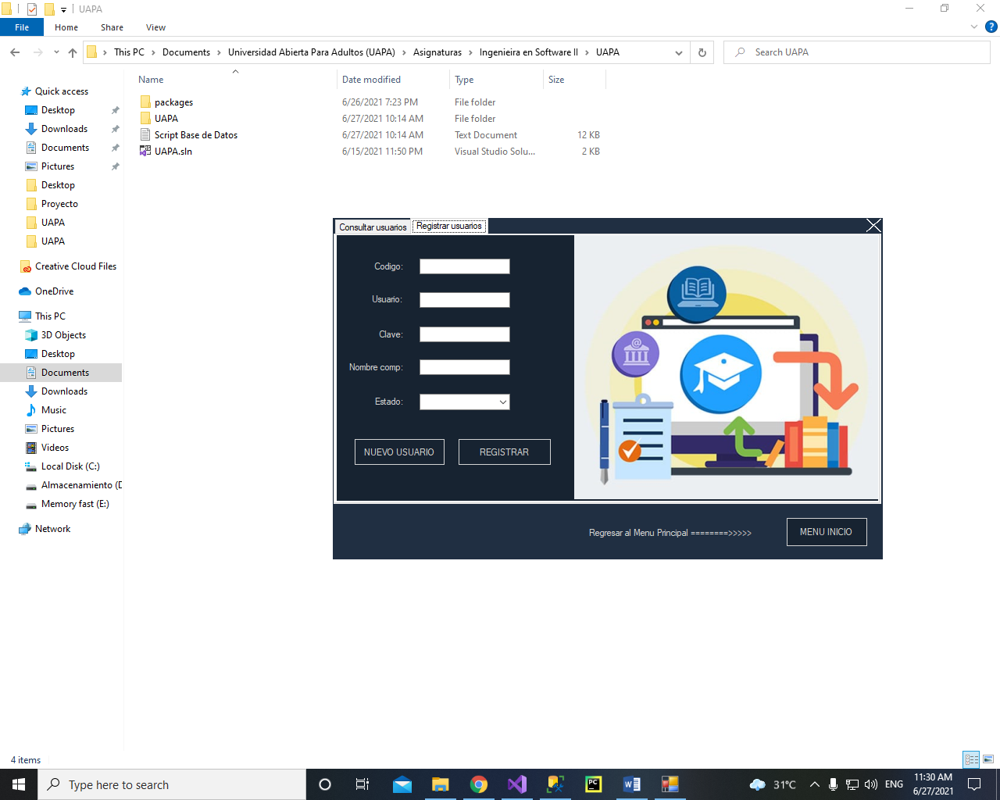 UAPA
File Home Share View
This PC Documents Universidad Abierta Para Adultos (UAPA) Asignaturas Ingenieira en Software II UAPA
Search UAPA
Name Date modified Type Size
packages 6/26/2021 7:23 PM File folder
UAPA 6/27/2021 10:14 AM File folder
Script Base de Datos 6/27/2021 10:14 AM Text Document 12 KB
UAPA.sln 6/15/2021 11:50 PM Visual Studio Solu... 2 KB
Quick access
Desktop
Downloads
Documents
Pictures
Desktop
Proyecto
UAPA
UAPA
Creative Cloud Files
OneDrive
This PC
3D Objects
Desktop
Documents
Downloads
Music
Pictures
Videos
Local Disk (C:)
Almacenamiento (D
Memory fast (E:)
Network
Consultar usuarios Registrar usuarios
Codigo:
Usuario:
Clave:
Nombre comp:
Estado:
NUEVO USUARIO REGISTRAR
@
Regresar al Menu Principal ========>>>>> MENU INICIO
4 items
Type here to search
PC
31°C
ENG
11:30 AM
6/27/2021